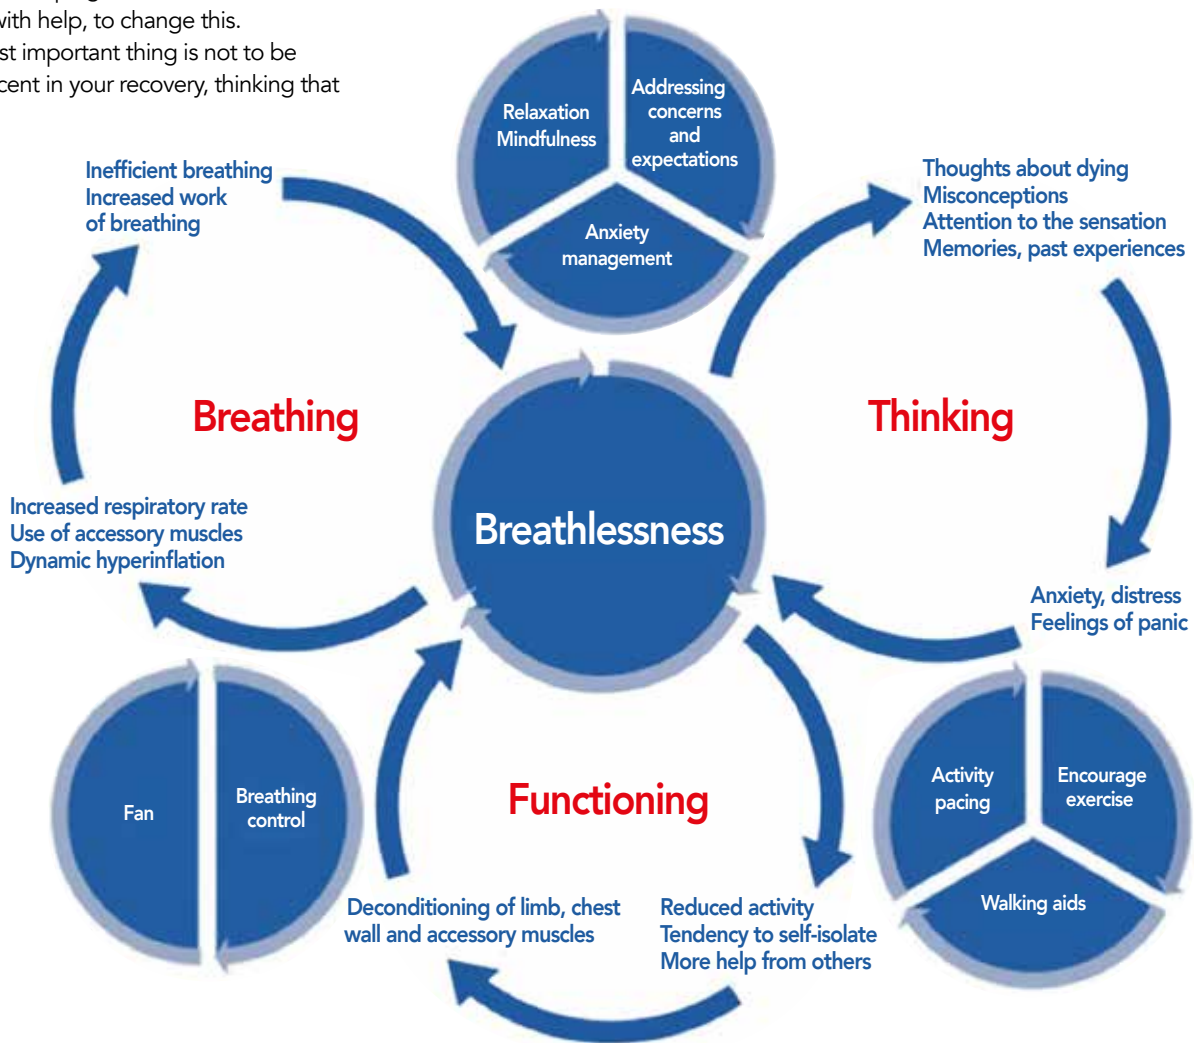 with help, to change this.
st important thing is not to be
cent in your recovery, thinking that
Relaxation
Mindfulness
Addressing
concerns
and
expectations
Anxiety
management
Inefficient breathing
Increased work
of breathing
Thoughts about dying
Misconceptions
Attention to the sensation
Memories, past experiences
Breathing
Thinking
Breathlessness
Increased respiratory rate
Use of accessory muscles
Dynamic hyperinflation
Anxiety, distress
Feelings of panic
Functioning
Fan
Breathing
control
Activity
pacing
Encourage
exercise
Walking aids
Deconditioning of limb, chest
wall and accessory muscles
Reduced activity
Tendency to self-isolate
More help from others